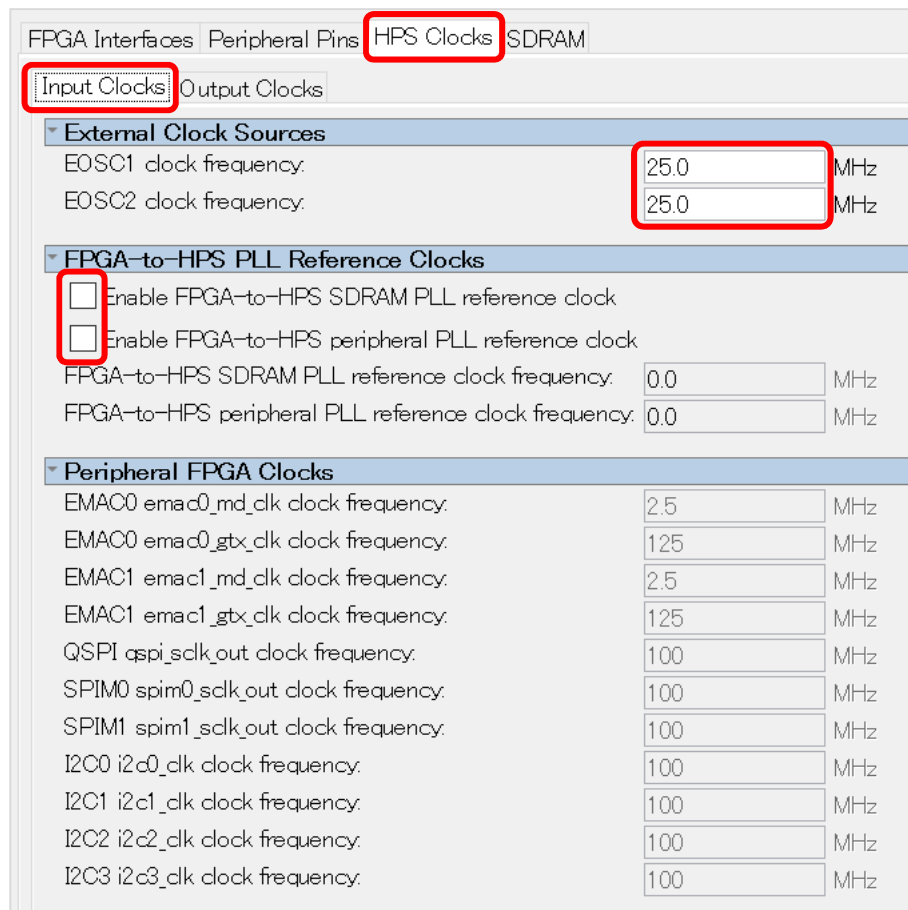 FPGA Interfaces Peripheral Pins HPS Clocks SDRAM
Input Clocks Output Clocks
External Clock Sources
EOSC1 clock frequency: 25.0 MHz
EOSC2 clock frequency: 25.0 MHz
FPGA-to-HPS PLL Reference Clocks
Enable FPGA-to-HPS SDRAM PLL reference clock
Enable FPGA-to-HPS peripheral PLL reference clock
FPGA-to-HPS SDRAM PLL reference clock frequency: 0.0 MHz
FPGA-to-HPS peripheral PLL reference clock frequency: 0.0 MHz
Peripheral FPGA Clocks
EMAC0 emac0_md_clk clock frequency: 2.5 MHz
EMAC0 emac0_gtx_clk clock frequency: 125 MHz
EMAC1 emac1_md_clk clock frequency: 2.5 MHz
EMAC1 emac1_gtx_clk clock frequency: 125 MHz
QSPI qspi_sclk_out clock frequency: 100 MHz
SPIM0 spim0_sclk_out clock frequency: 100 MHz
SPIM1 spim1_sclk_out clock frequency: 100 MHz
I2C0 i2c0_clk clock frequency: 100 MHz
I2C1 i2c1_clk clock frequency: 100 MHz
I2C2 i2c2_clk clock frequency: 100 MHz
I2C3 i2c3_clk clock frequency: 100 MHz